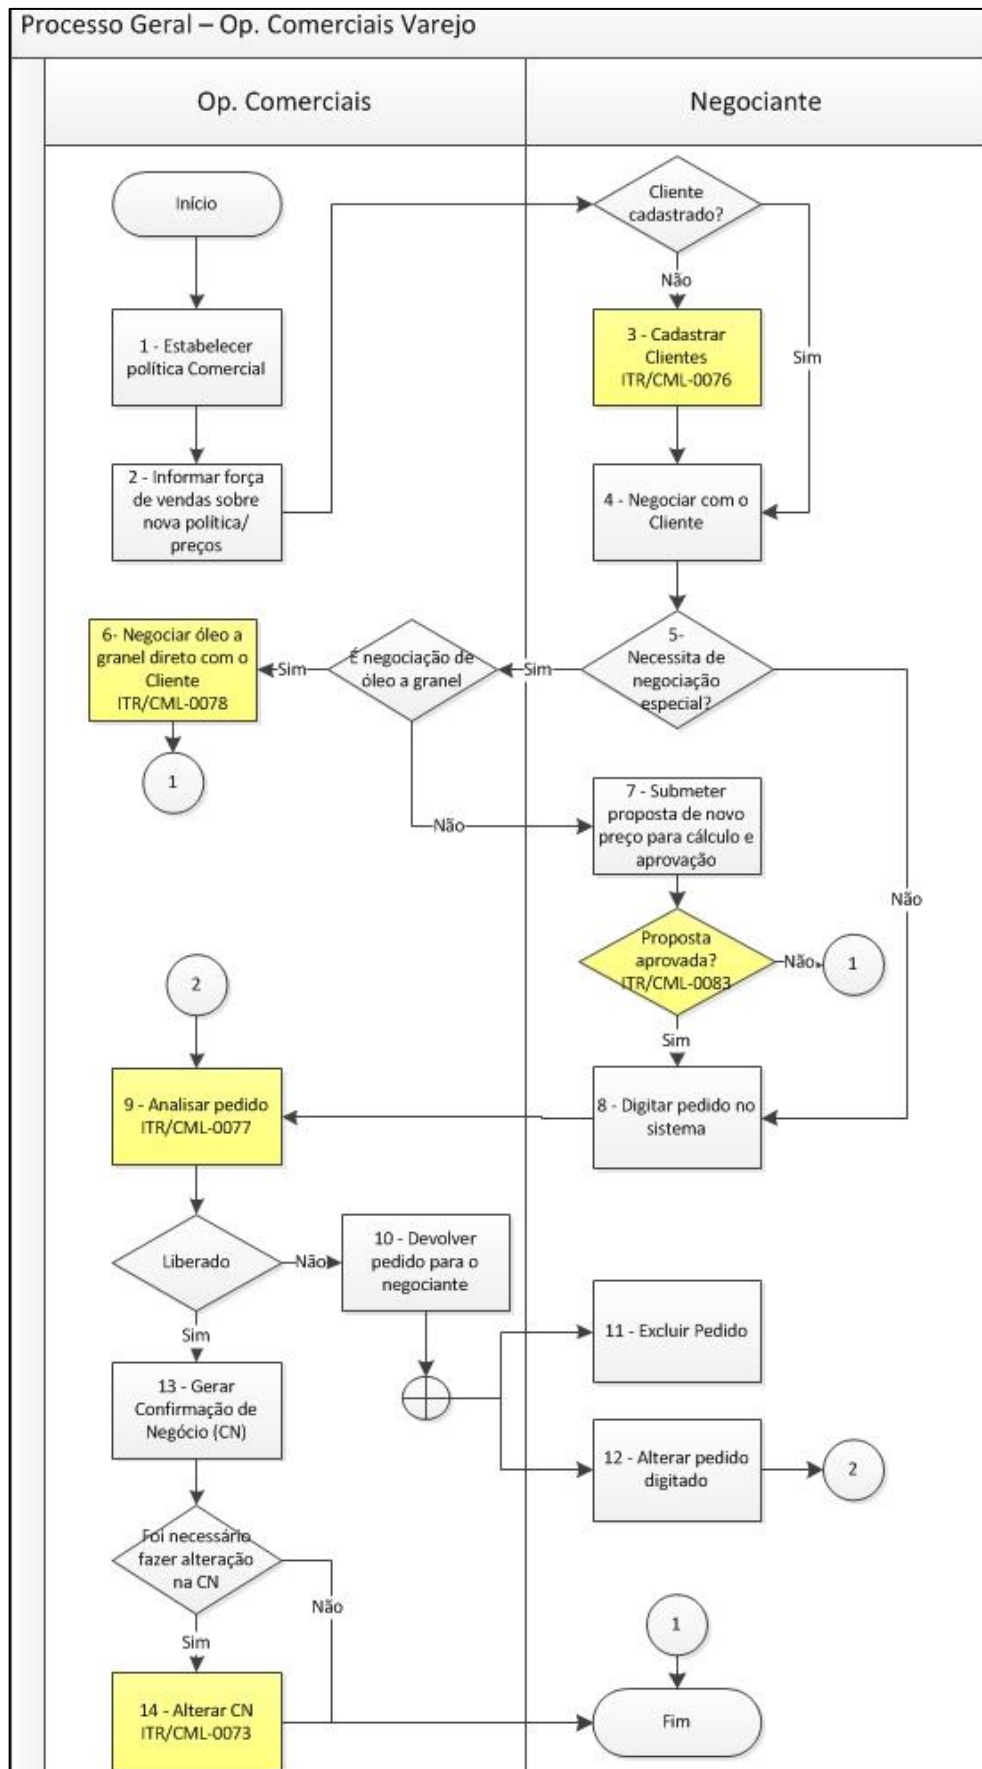 Processo Geral – Op. Comerciais Varejo
Op. Comerciais
Negociante
Início
Cliente
cadastrado?
Não
Sim
1 - Estabelecer
política Comercial
3 - Cadastrar
Clientes
ITR/CML-0076
2 - Informar força
de vendas sobre
nova política/
preços
4 - Negociar com o
Cliente
5-
Necessita de
negociação
especial?
Sim
Não
É negociação de
óleo a granel
Sim
Não
6- Negociar óleo a
granel direto com o
Cliente
ITR/CML-0078
1
7 - Submeter
proposta de novo
preço para cálculo e
aprovação
Proposta
aprovada?
ITR/CML-0083
Não
1
Sim
2
8 - Digitar pedido no
sistema
9 - Analisar pedido
ITR/CML-0077
Liberado
Não
Sim
10 - Devolver
pedido para o
negociante
11 - Excluir Pedido
12 - Alterar pedido
digitado
2
13 - Gerar
Confirmação de
Negócio (CN)
Foi necessário
fazer alteração
na CN
Não
Sim
14 - Alterar CN
ITR/CML-0073
1
Fim